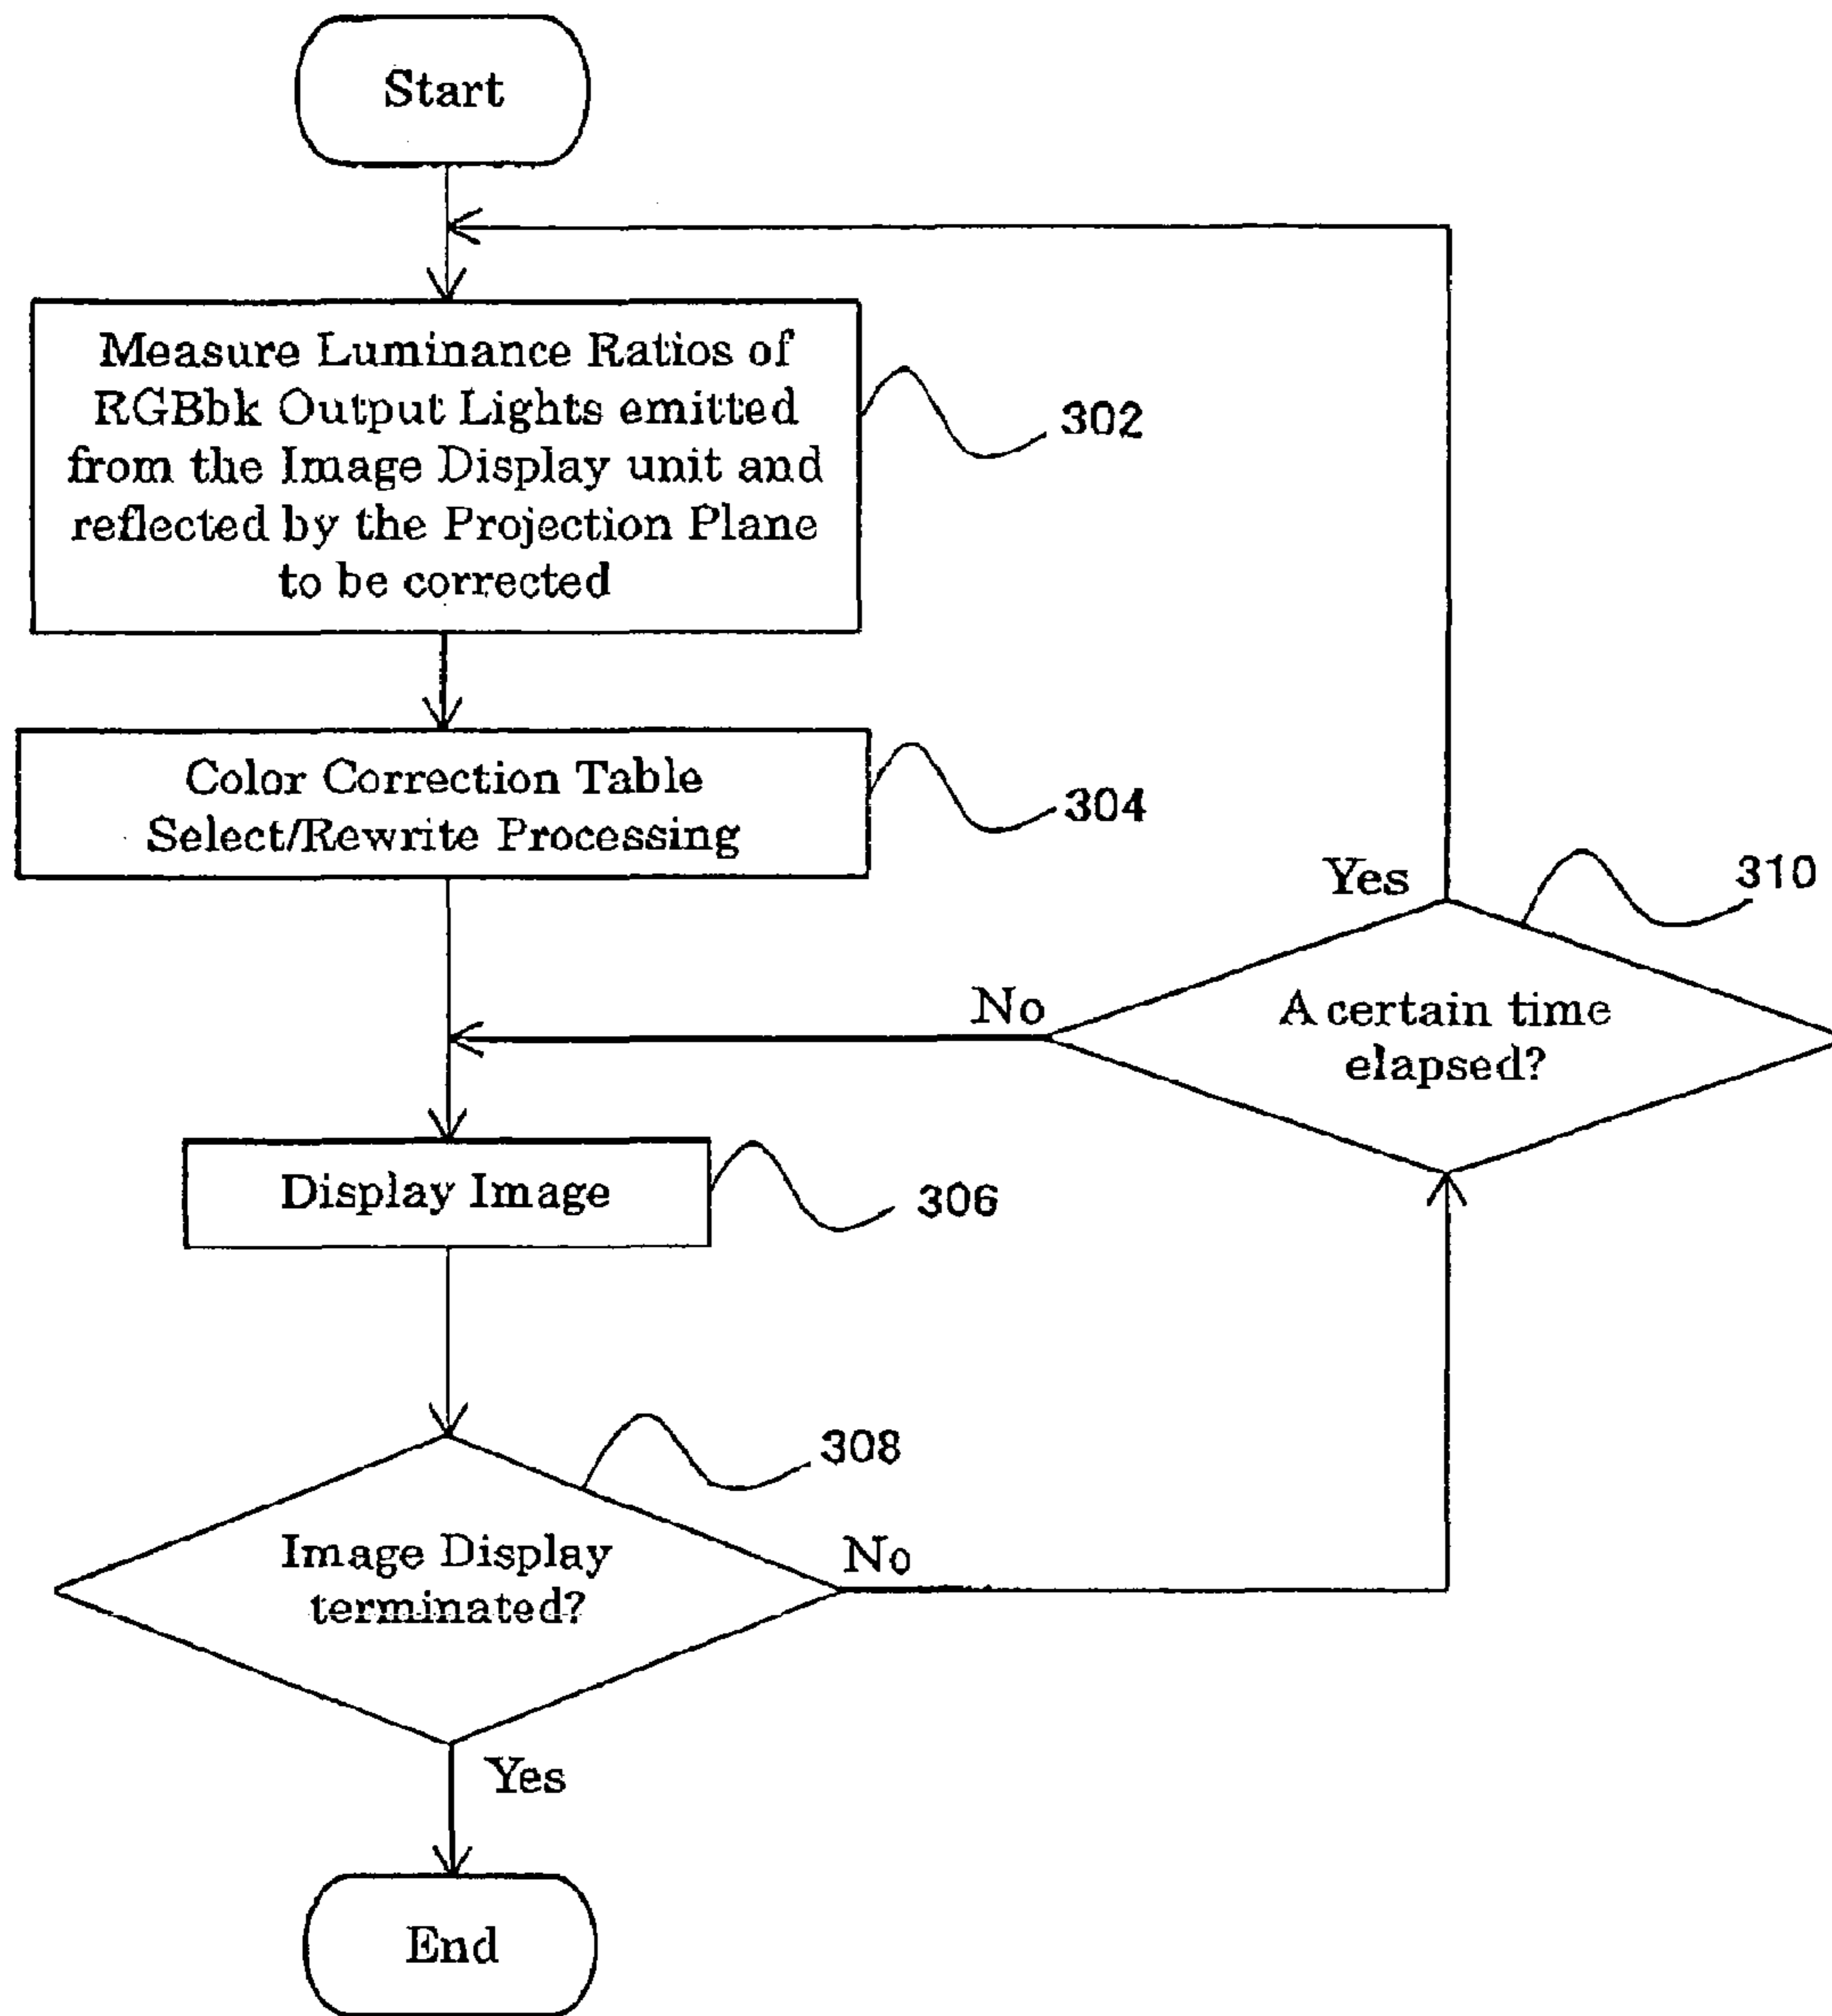 Start
Measure Luminance Ratios of
RGBbk Output Lights emitted
from the Image Display unit and
reflected by the Projection Plane
to be corrected
302
Color Correction Table
Select/Rewrite Processing
304
Yes
310
No
A certain time
elapsed?
Display Image
306
308
Image Display
terminated?
No
Yes
End